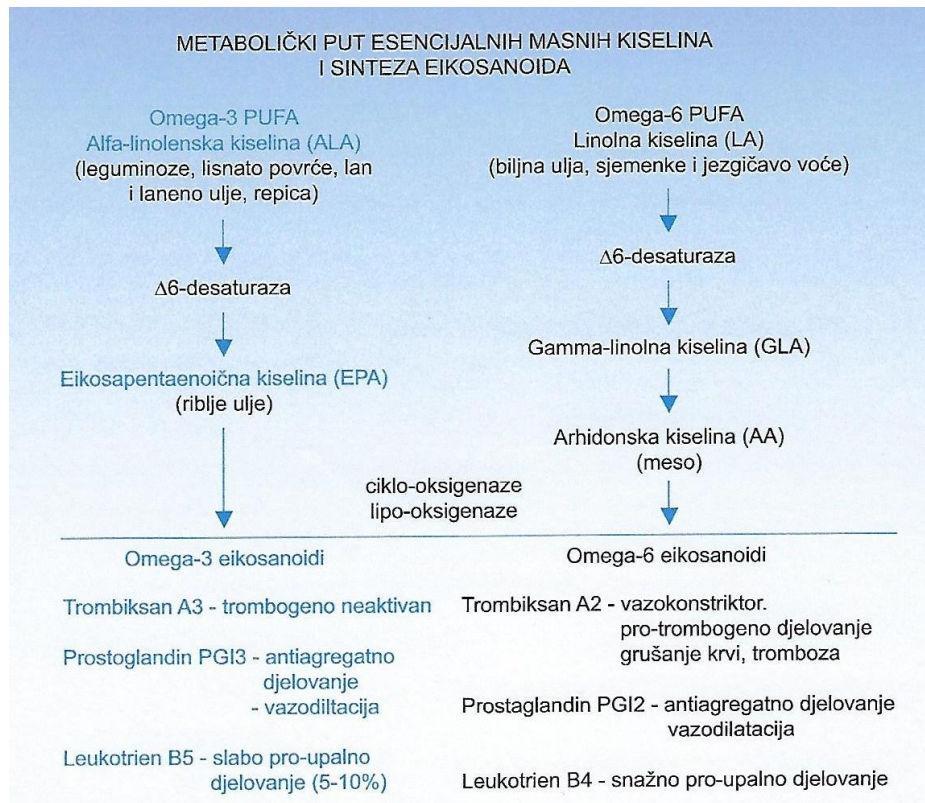 METABOLIČKI PUT ESENCIJALNIH MASNIH KISELINA
I SINTEZA EIKOSANOIDA
Omega-3 PUFA
Alfa-linolenska kiselina (ALA)
(leguminoze, lisnato povrće, lan
i laneno ulje, repica)
Δ6-desaturaza
Eikosapentaenoična kiselina (EPA)
(riblje ulje)
Omega-6 PUFA
Linolna kiselina (LA)
(biljna ulja, sjemenke i jezgičavo voće)
Δ6-desaturaza
Gamma-linolna kiselina (GLA)
Arhidonska kiselina (AA)
(meso)
ciklo-oksigenaze
lipo-oksigenaze
Omega-3 eikosanoidi
Trombiksan A3 - trombogeno neaktivan
Prostoglandin PGI3 - antiagregatno
djelovanje
- vazodiltacija
Leukotrien B5 - slabo pro-upalno
djelovanje (5-10%)
Omega-6 eikosanoidi
Trombiksan A2 - vazokonstriktor.
pro-trombogeno djelovanje
grušanje krvi, tromboza
Prostaglandin PGI2 - antiagregatno djelovanje
vazodilatacija
Leukotrien B4 - snažno pro-upalno djelovanje